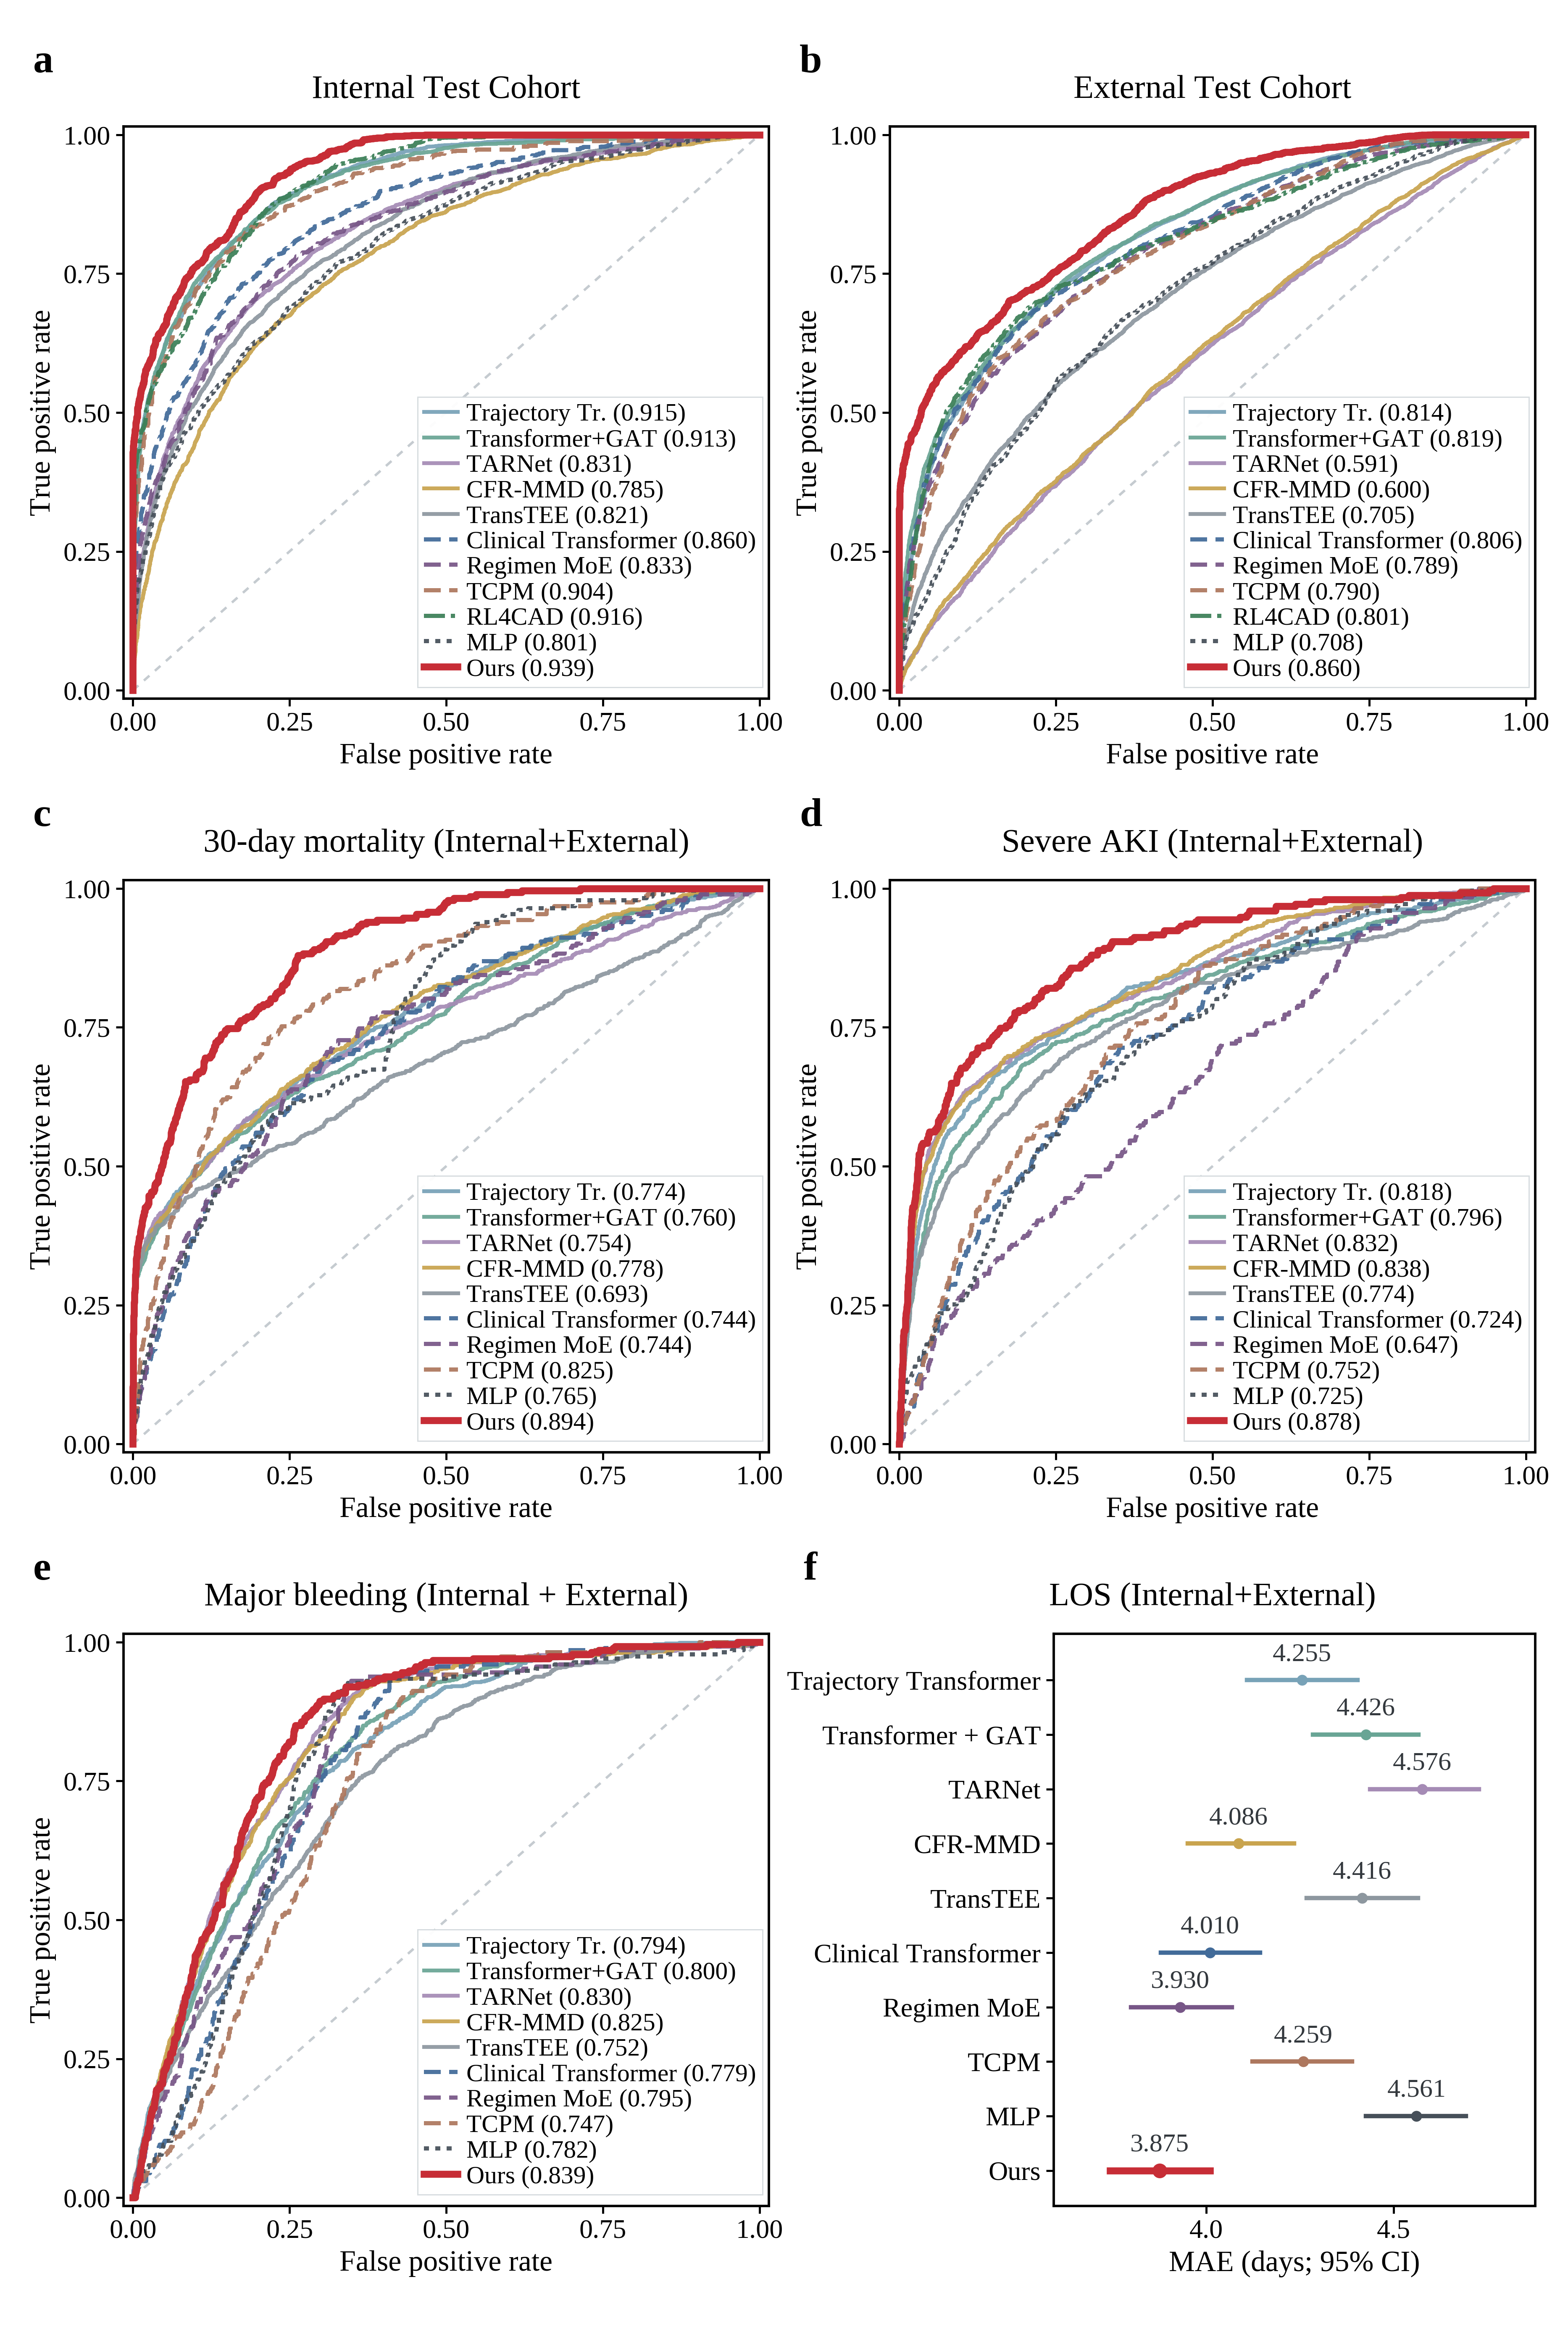 a
Internal Test Cohort
True positive rate
1.00
0.75
0.50
0.25
0.00
Trajectory Tr. (0.915)
Transformer+GAT (0.913)
TARNet (0.831)
CFR-MMD (0.785)
TransTEE (0.821)
Clinical Transformer (0.860)
Regimen MoE (0.833)
TCPM (0.904)
RL4CAD (0.916)
MLP (0.801)
Ours (0.939)
0.00 0.25 0.50 0.75 1.00
False positive rate
b
External Test Cohort
True positive rate
1.00
0.75
0.50
0.25
0.00
Trajectory Tr. (0.814)
Transformer+GAT (0.819)
TARNet (0.591)
CFR-MMD (0.600)
TransTEE (0.705)
Clinical Transformer (0.806)
Regimen MoE (0.789)
TCPM (0.790)
RL4CAD (0.801)
MLP (0.708)
Ours (0.860)
0.00 0.25 0.50 0.75 1.00
False positive rate
c
30-day mortality (Internal+External)
True positive rate
1.00
0.75
0.50
0.25
0.00
Trajectory Tr. (0.774)
Transformer+GAT (0.760)
TARNet (0.754)
CFR-MMD (0.778)
TransTEE (0.693)
Clinical Transformer (0.744)
Regimen MoE (0.744)
TCPM (0.825)
MLP (0.765)
Ours (0.894)
0.00 0.25 0.50 0.75 1.00
False positive rate
d
Severe AKI (Internal+External)
True positive rate
1.00
0.75
0.50
0.25
0.00
Trajectory Tr. (0.818)
Transformer+GAT (0.796)
TARNet (0.832)
CFR-MMD (0.838)
TransTEE (0.774)
Clinical Transformer (0.724)
Regimen MoE (0.647)
TCPM (0.752)
MLP (0.725)
Ours (0.878)
0.00 0.25 0.50 0.75 1.00
False positive rate
e
Major bleeding (Internal + External)
True positive rate
1.00
0.75
0.50
0.25
0.00
Trajectory Tr. (0.794)
Transformer+GAT (0.800)
TARNet (0.830)
CFR-MMD (0.825)
TransTEE (0.752)
Clinical Transformer (0.779)
Regimen MoE (0.795)
TCPM (0.747)
MLP (0.782)
Ours (0.839)
0.00 0.25 0.50 0.75 1.00
False positive rate
f
LOS (Internal+External)
4.255
Trajectory Transformer
4.426
Transformer + GAT
4.576
TARNet
4.086
CFR-MMD
4.416
TransTEE
4.010
Clinical Transformer
3.930
Regimen MoE
4.259
TCPM
4.561
MLP
3.875
Ours
4.0 4.5
MAE (days; 95% CI)